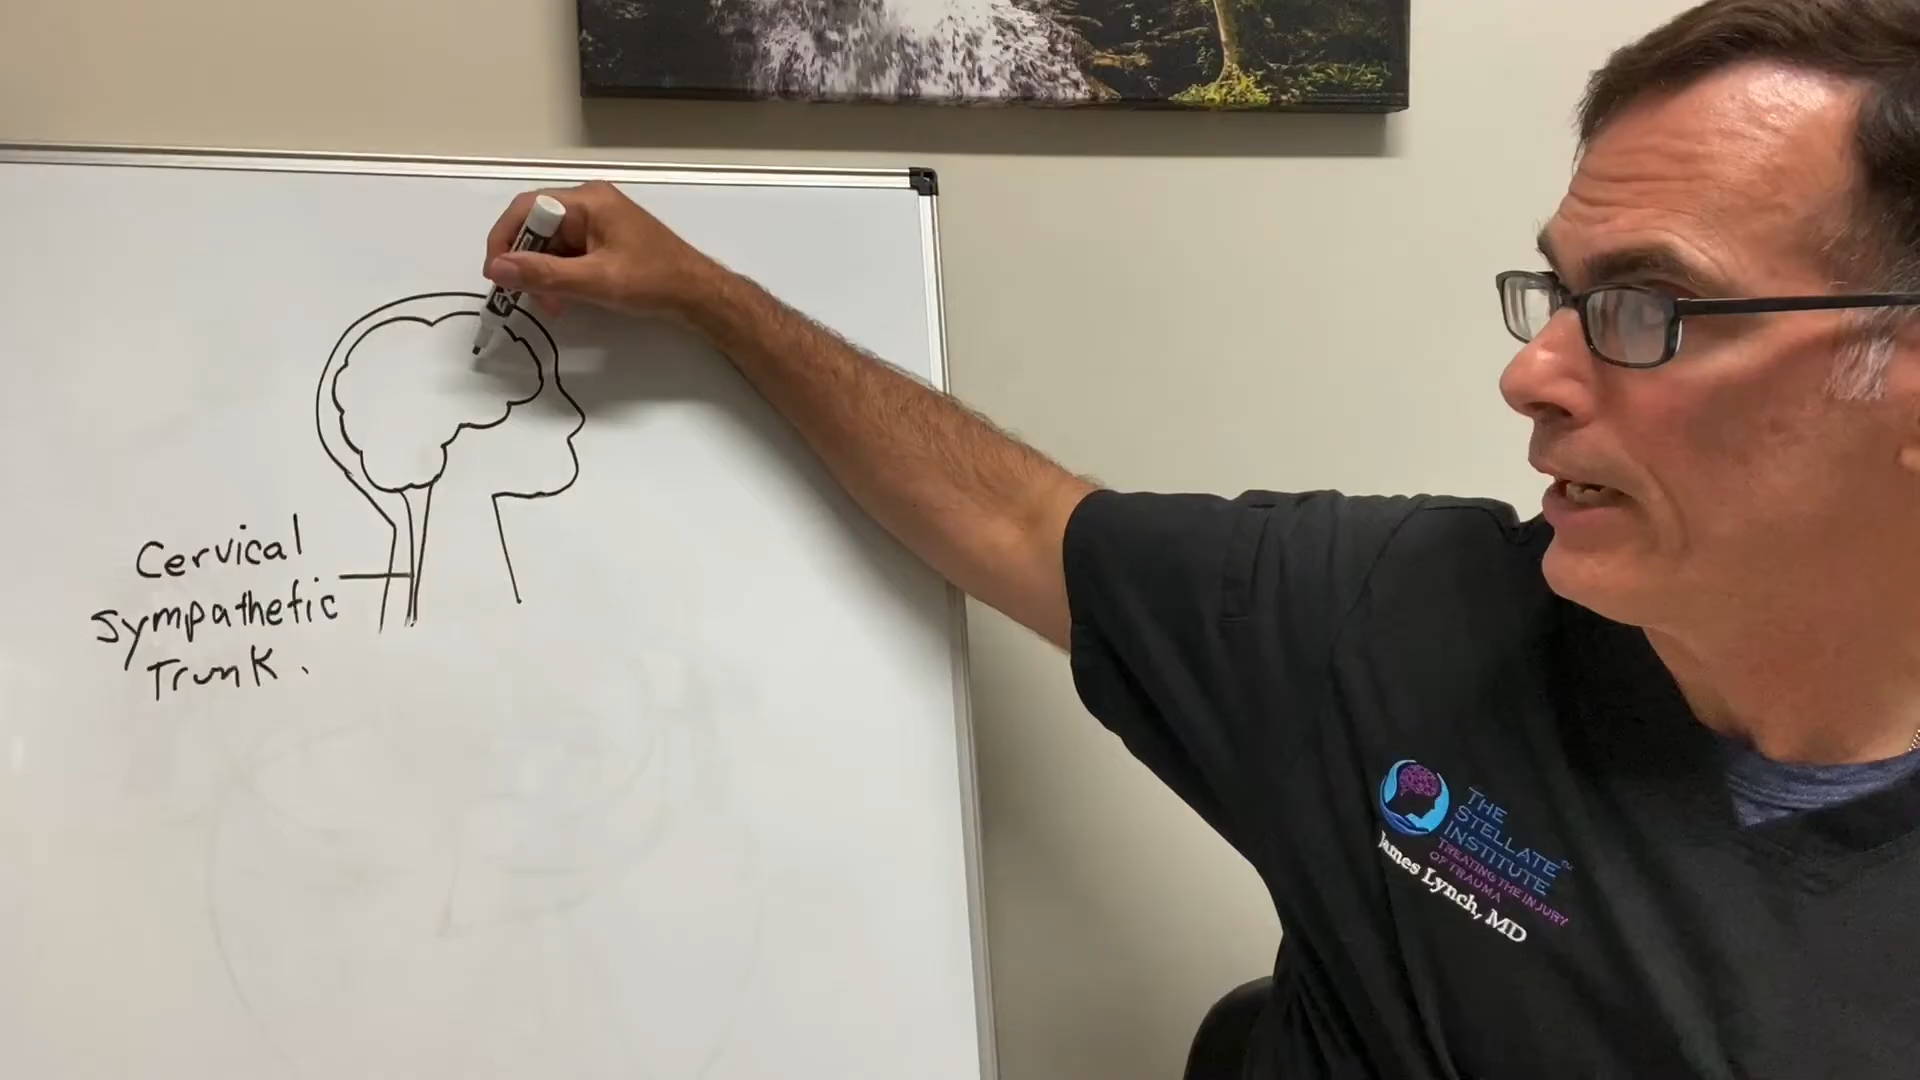 Cervical
Sympathetic
Trunk.
THE
STELLATE
INSTITUTE
TREATING THE INJURY
OF TRAUMA
James Lynch, MD